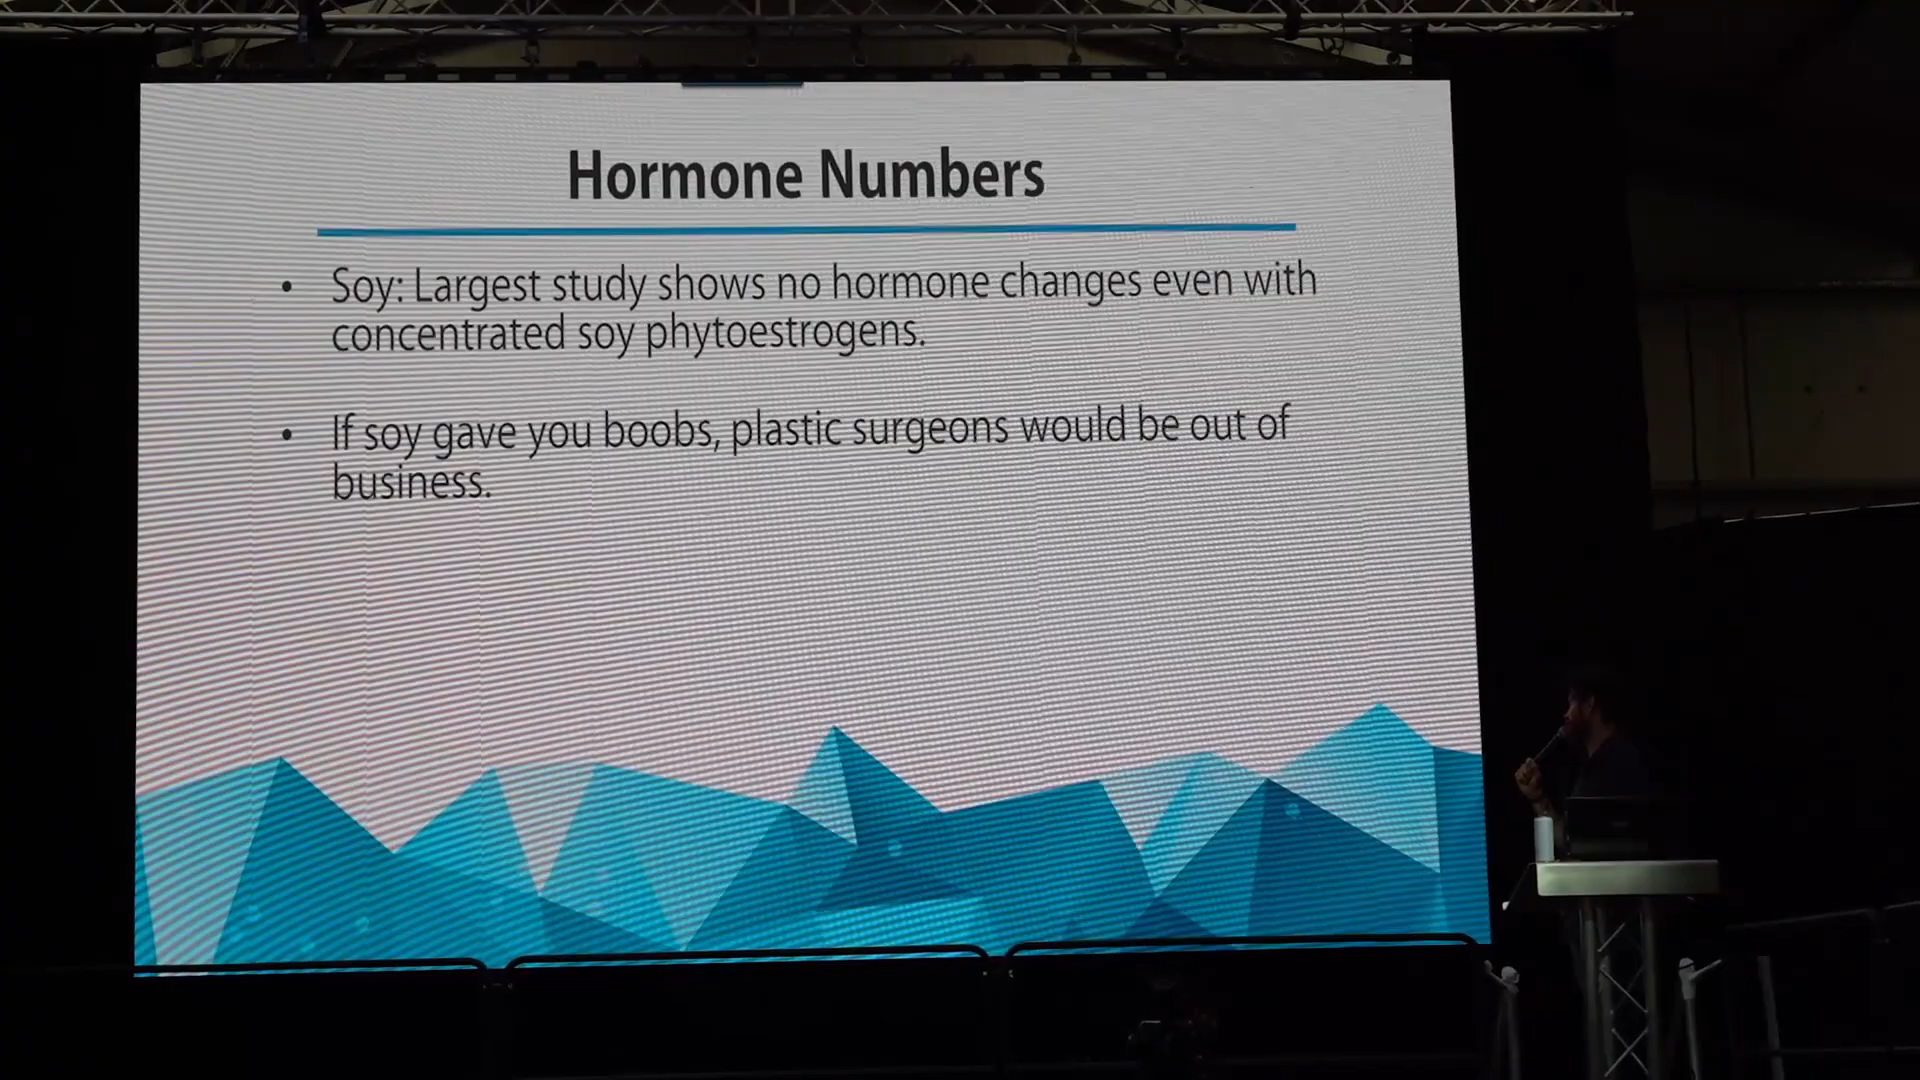 Hormone Numbers
• Soy: Largest study shows no hormone changes even with
concentrated soy phytoestrogens.
• If soy gave you boobs, plastic surgeons would be out of
business.